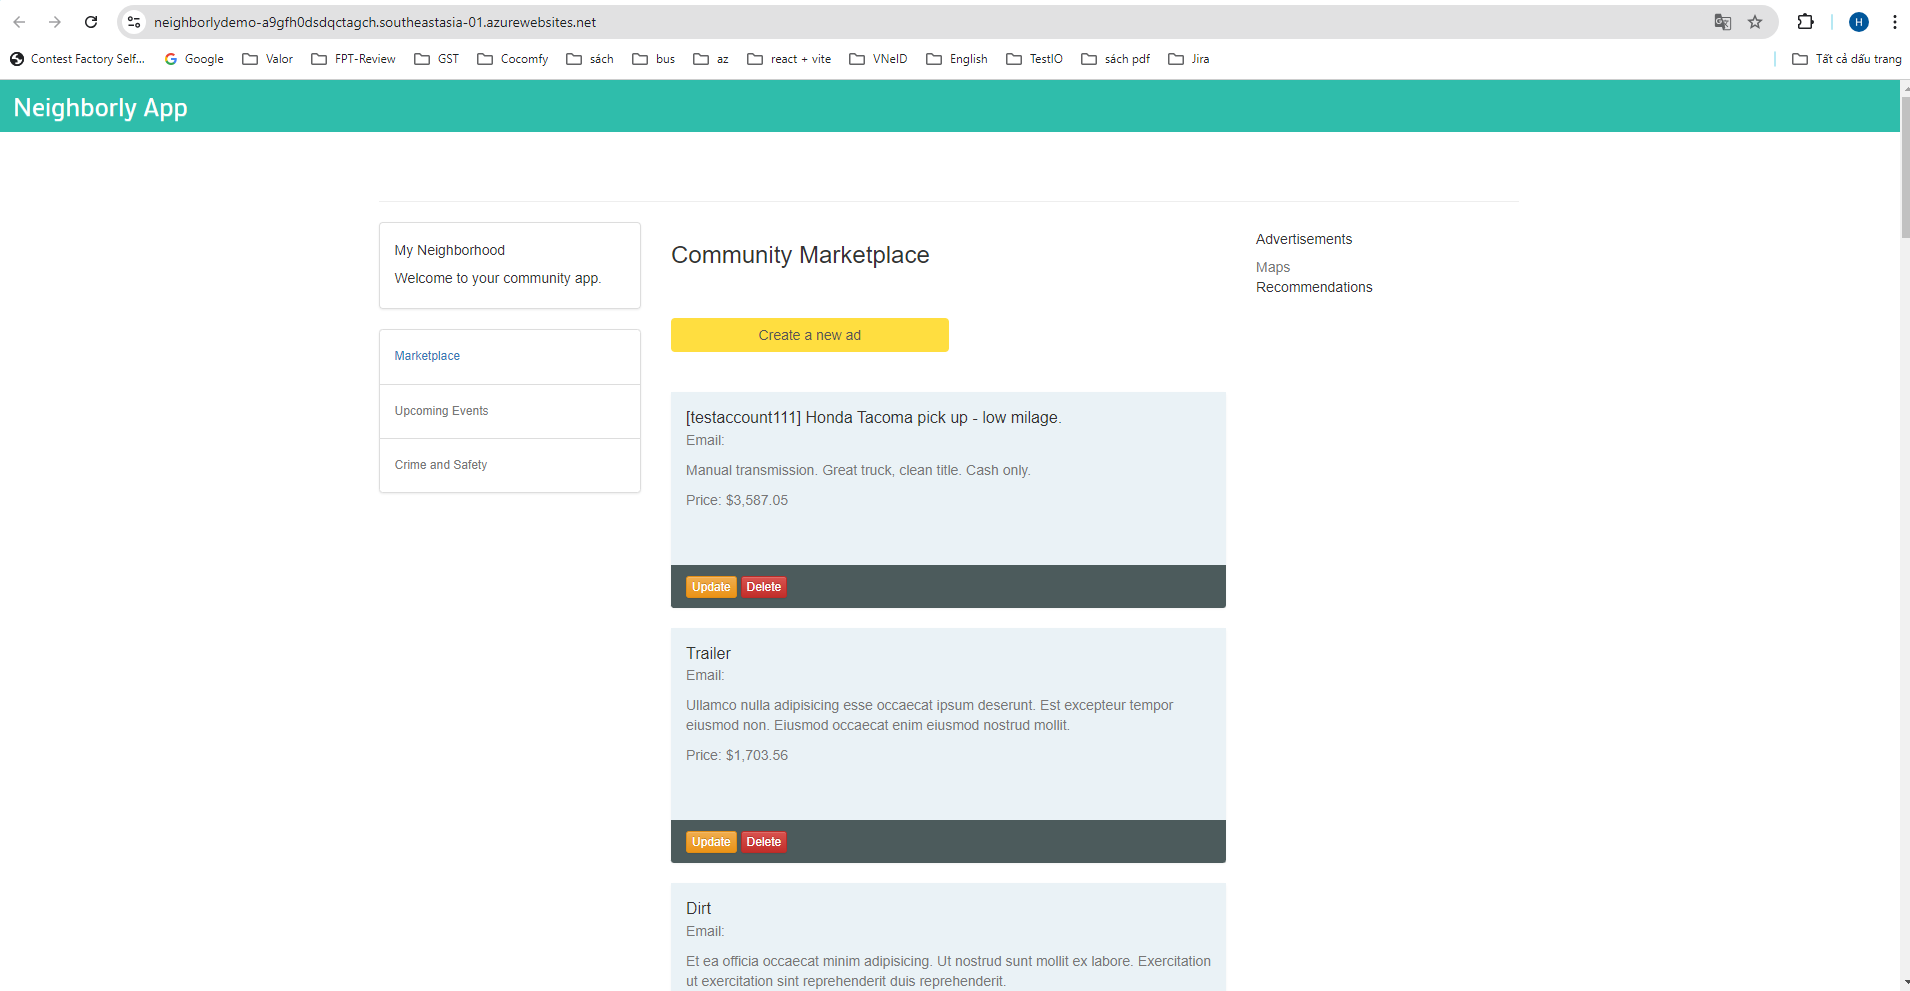 neighborlydemo-a9gfh0dsdqctagch.southeastasia-01.azurewebsites.net
H
Contest Factory Self... Google Valor FPT-Review GST Cocomfy sách bus az react + vite VNeID English TestIO sách pdf Jira Tất cả dấu trang
Neighborly App
My Neighborhood
Welcome to your community app.
Marketplace
Upcoming Events
Crime and Safety
Community Marketplace
Create a new ad
[testaccount111] Honda Tacoma pick up - low milage.
Email:
Manual transmission. Great truck, clean title. Cash only.
Price: $3,587.05
Update Delete
Trailer
Email:
Ullamco nulla adipisicing esse occaecat ipsum deserunt. Est excepteur tempor
eiusmod non. Eiusmod occaecat enim eiusmod nostrud mollit.
Price: $1,703.56
Update Delete
Dirt
Email:
Et ea officia occaecat minim adipisicing. Ut nostrud sunt mollit ex labore. Exercitation
ut exercitation sint reprehenderit duis reprehenderit.
Advertisements
Maps
Recommendations